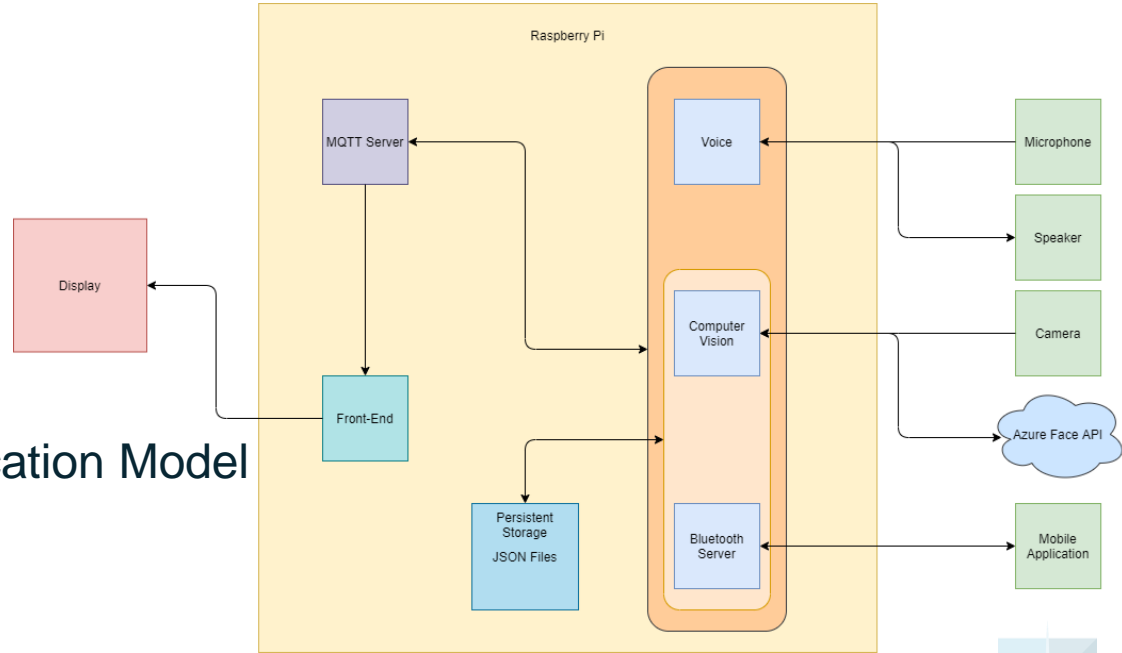 Raspberry Pi
MQTT Server
Voice
Microphone
Speaker
Display
Computer
Vision
Camera
Front-End
Azure Face API
Model
Persistent
Storage
JSON Files
Bluetooth
Server
Mobile
Application